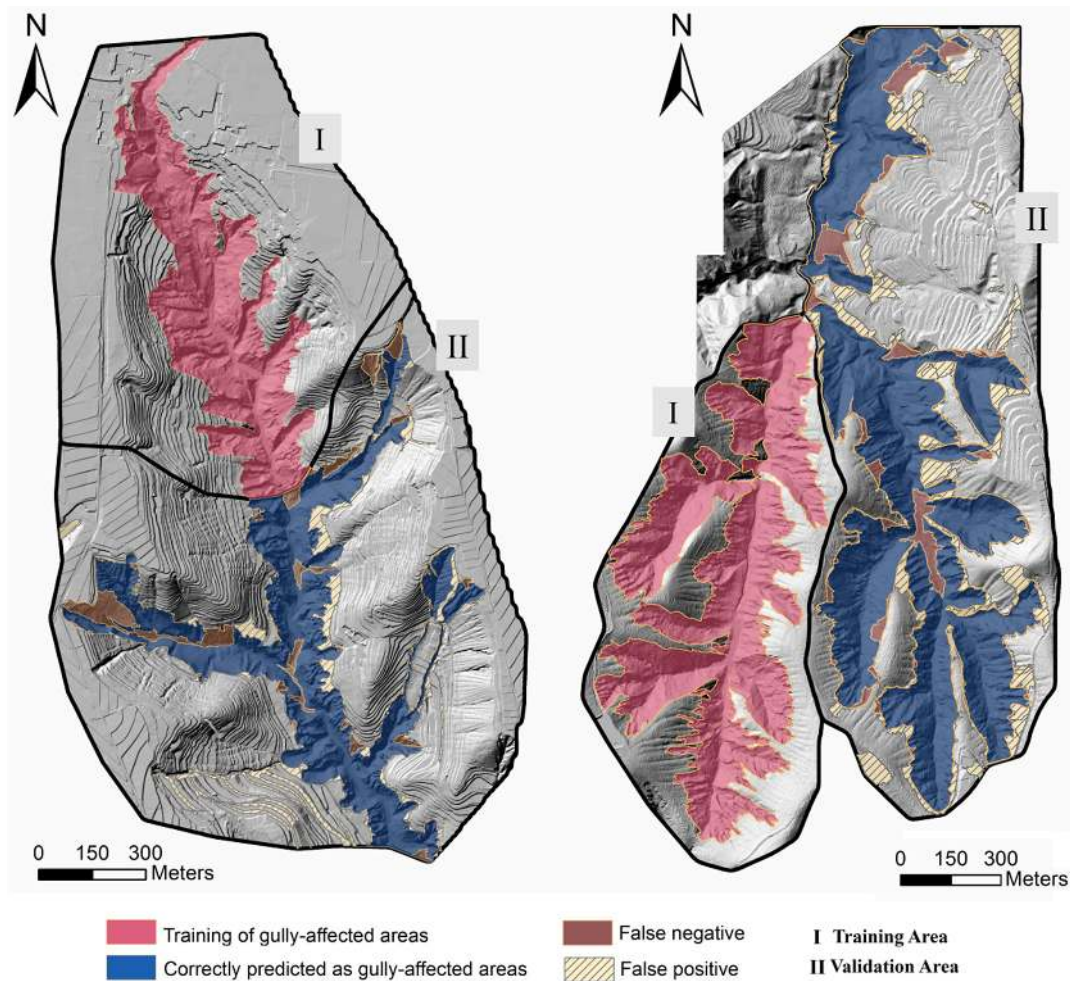 N
I
II
0 150 300
Meters
N
II
I
0 150 300
Meters
Training of gully-affected areas
Correctly predicted as gully-affected areas
False negative
False positive
I Training Area
II Validation Area